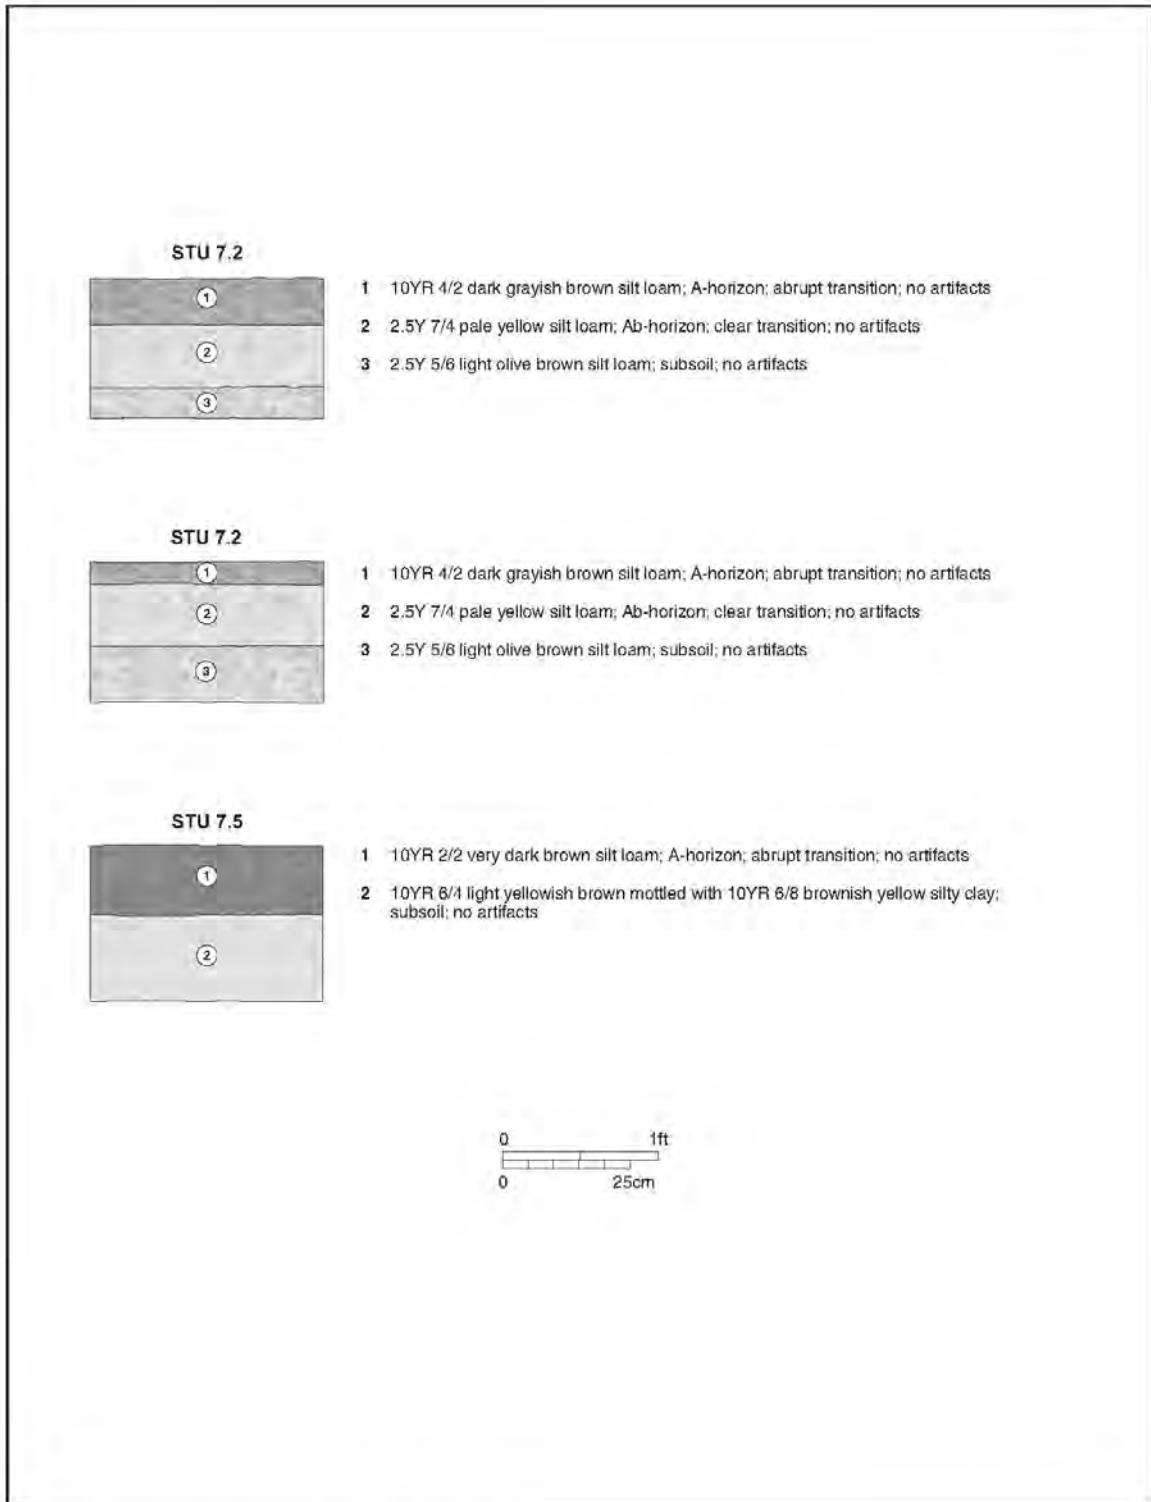 STU 7.2
1
2
3
1 10YR 4/2 dark grayish brown silt loam; A-horizon; abrupt transition; no artifacts
2 2.5Y 7/4 pale yellow silt loam; Ab-horizon; clear transition; no artifacts
3 2.5Y 5/6 light olive brown silt loam; subsoil; no artifacts
STU 7.2
1
2
3
1 10YR 4/2 dark grayish brown silt loam; A-horizon; abrupt transition; no artifacts
2 2.5Y 7/4 pale yellow silt loam; Ab-horizon; clear transition; no artifacts
3 2.5Y 5/6 light olive brown silt loam; subsoil; no artifacts
STU 7.5
1
2
1 10YR 2/2 very dark brown silt loam; A-horizon; abrupt transition; no artifacts
2 10YR 6/4 light yellowish brown mottled with 10YR 6/8 brownish yellow silty clay;
subsoil; no artifacts
0 1ft
0 25cm